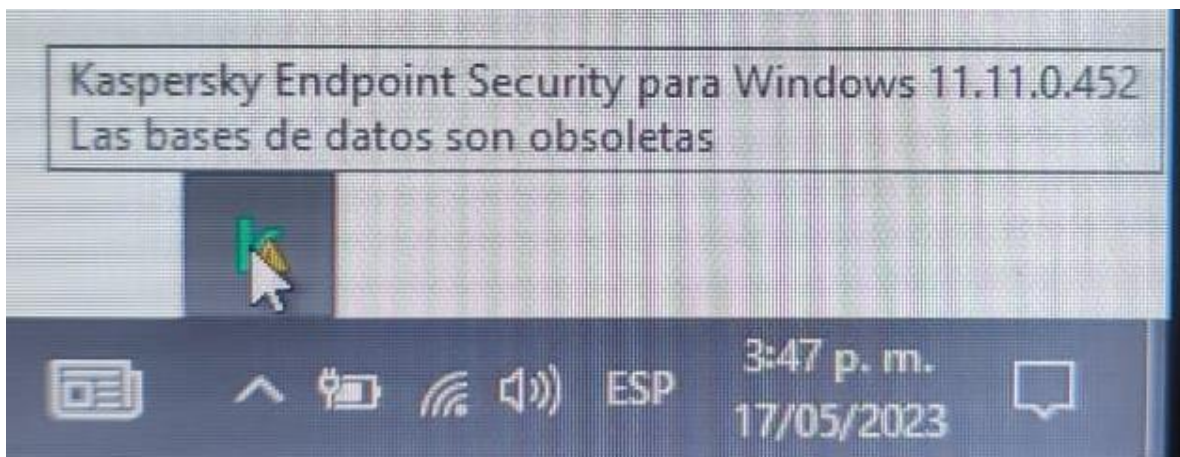 Kaspersky Endpoint Security para Windows 11.11.0.452
Las bases de datos son obsoletas
ESP
3:47 p. m.
17/05/2023